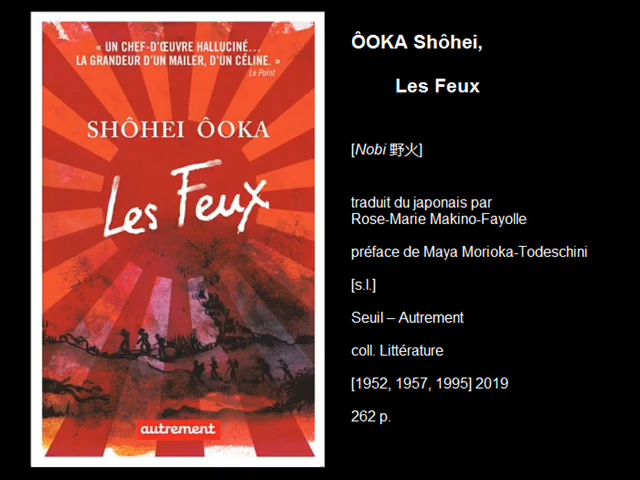 « UN CHEF-D'ŒUVRE HALLUCINÉ…
LA GRANDEUR D'UN MAILER, D'UN CÉLINE. »
Le Point
SHÔHEI ÔOKA
Les Feux
autrement
ÔOKA Shôhei,
Les Feux
[Nobi 野火]
traduit du japonais par
Rose-Marie Makino-Fayolle
préface de Maya Morioka-Todeschini
[s.l.]
Seuil – Autrement
coll. Littérature
[1952, 1957, 1995] 2019
262 p.